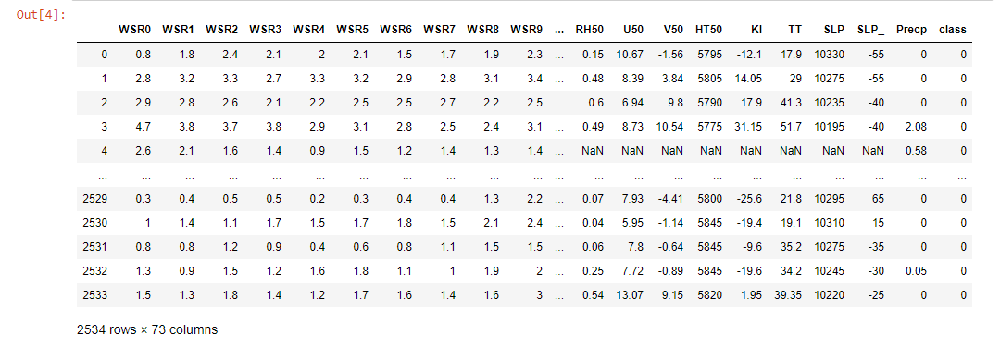 Out[4]:
WSR0 WSR1 WSR2 WSR3 WSR4 WSR5 WSR6 WSR7 WSR8 WSR9 ... RH50 U50 V50 HT50 KI TT SLP SLP_ Precp class
0 0.8 1.8 2.4 2.1 2 2.1 1.5 1.7 1.9 2.3 ... 0.15 10.67 -1.56 5795 -12.1 17.9 10330 -55 0 0
1 2.8 3.2 3.3 2.7 3.3 3.2 2.9 2.8 3.1 3.4 ... 0.48 8.39 3.84 5805 14.05 29 10275 -55 0 0
2 2.9 2.8 2.6 2.1 2.2 2.5 2.5 2.7 2.2 2.5 ... 0.6 6.94 9.8 5790 17.9 41.3 10235 -40 0 0
3 4.7 3.8 3.7 3.8 2.9 3.1 2.8 2.5 2.4 3.1 ... 0.49 8.73 10.54 5775 31.15 51.7 10195 -40 2.08 0
4 2.6 2.1 1.6 1.4 0.9 1.5 1.2 1.4 1.3 1.4 ... NaN NaN NaN NaN NaN NaN NaN NaN 0.58 0
... ... ... ... ... ... ... ... ... ... ... ... ... ... ... ... ... ... ... ... ... ...
2529 0.3 0.4 0.5 0.5 0.2 0.3 0.4 0.4 1.3 2.2 ... 0.07 7.93 -4.41 5800 -25.6 21.8 10295 65 0 0
2530 1 1.4 1.1 1.7 1.5 1.7 1.8 1.5 2.1 2.4 ... 0.04 5.95 -1.14 5845 -19.4 19.1 10310 15 0 0
2531 0.8 0.8 1.2 0.9 0.4 0.6 0.8 1.1 1.5 1.5 ... 0.06 7.8 -0.64 5845 -9.6 35.2 10275 -35 0 0
2532 1.3 0.9 1.5 1.2 1.6 1.8 1.1 1 1.9 2 ... 0.25 7.72 -0.89 5845 -19.6 34.2 10245 -30 0.05 0
2533 1.5 1.3 1.8 1.4 1.2 1.7 1.6 1.4 1.6 3 ... 0.54 13.07 9.15 5820 1.95 39.35 10220 -25 0 0
2534 rows × 73 columns